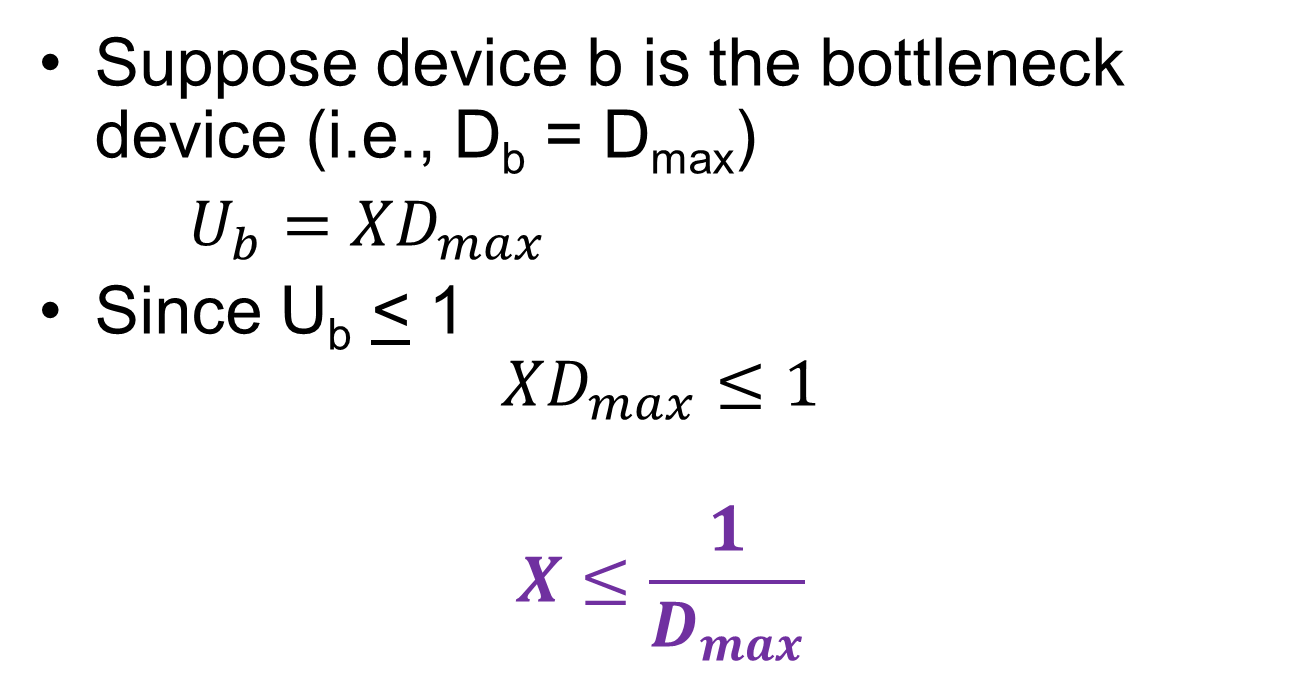 • Suppose device b is the bottleneck
device (i.e., D_b = D_max)
U_b = XD_max
• Since U_b ≤ 1
XD_max ≤ 1
X ≤ 1/D_max